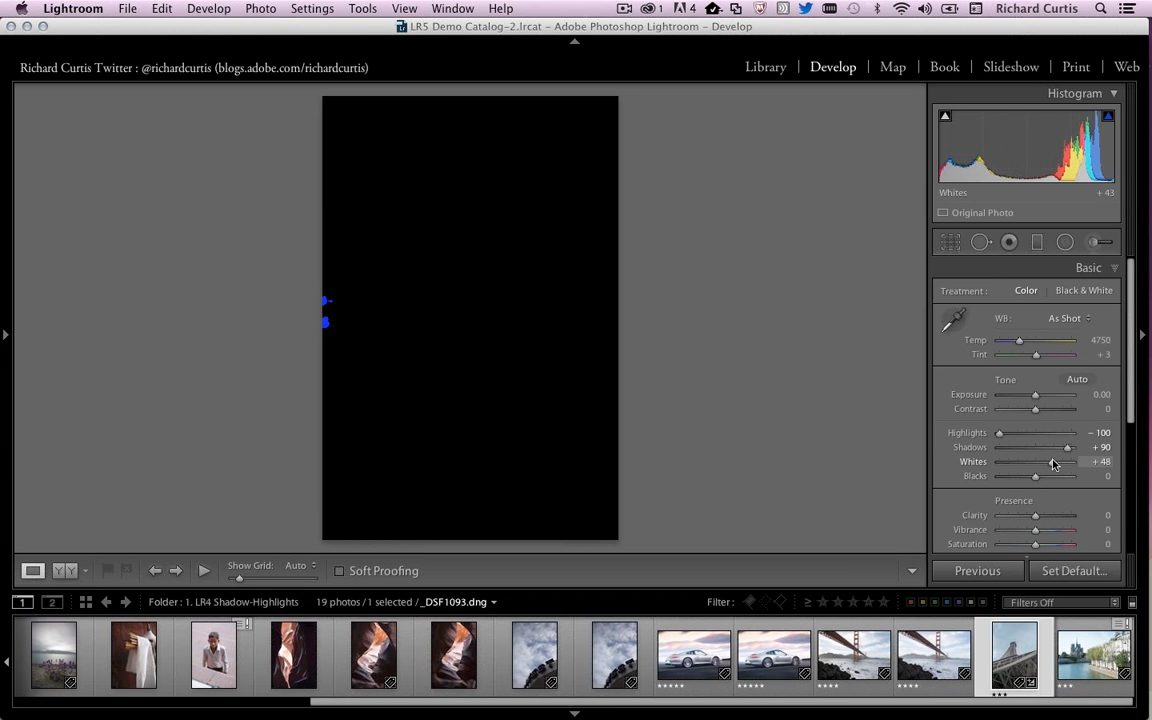 Lightroom File Edit Develop Photo Settings Tools View Window Help 1 4 Richard Curtis
LR5 Demo Catalog-2.lrcat – Adobe Photoshop Lightroom – Develop
Richard Curtis Twitter : @richardcurtis (blogs.adobe.com/richardcurtis)
Library | Develop | Map | Book | Slideshow | Print | Web
Histogram
Whites + 43
Original Photo
Basic
Treatment : Color | Black & White
WB : As Shot
Temp 4750
Tint + 3
Tone Auto
Exposure 0.00
Contrast 0
Highlights – 100
Shadows + 90
Whites + 48
Blacks 0
Presence
Clarity 0
Vibrance 0
Saturation 0
Y Y Show Grid: Auto Soft Proofing
Previous Set Default...
1 2 Folder : 1. LR4 Shadow-Highlights 19 photos / 1 selected / _DSF1093.dng Filter : ≥ Filters Off